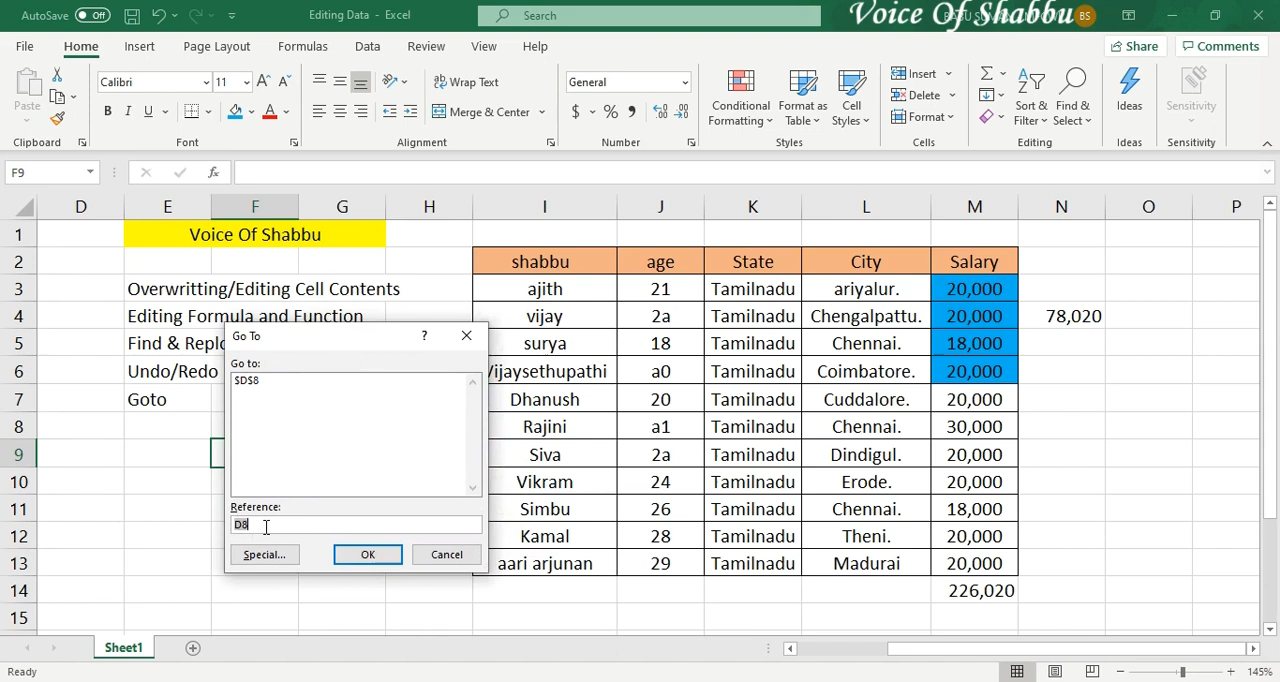 AutoSave Off Editing Data - Excel Search Voice Of Shabbu BS
File Home Insert Page Layout Formulas Data Review View Help Share Comments
Calibri 11 Wrap Text General Insert
Paste B I U Merge & Center $ % Conditional Formatting Format as Table Cell Styles Delete Format Sort & Filter Find & Select Ideas Sensitivity
Clipboard Font Alignment Number Styles Cells Editing Ideas Sensitivity
F9 fx
D E F G H I J K L M N O P
1 Voice Of Shabbu
2 shabbu age State City Salary
3 Overwritting/Editing Cell Contents ajith 21 Tamilnadu ariyalur. 20,000
4 Editing Formula and Function vijay 2a Tamilnadu Chengalpattu. 20,000 78,020
5 Find & Repl surya 18 Tamilnadu Chennai. 18,000
6 Undo/Redo Vijaysethupathi a0 Tamilnadu Coimbatore. 20,000
7 Goto Dhanush 20 Tamilnadu Cuddalore. 20,000
8 Rajini a1 Tamilnadu Chennai. 30,000
9 Siva 2a Tamilnadu Dindigul. 20,000
10 Vikram 24 Tamilnadu Erode. 20,000
11 Simbu 26 Tamilnadu Chennai. 18,000
12 Kamal 28 Tamilnadu Theni. 20,000
13 aari arjunan 29 Tamilnadu Madurai 20,000
14 226,020
15
Go To ?
Go to:
$D$8
Reference:
D8
Special... OK Cancel
Sheet1
Ready 145%